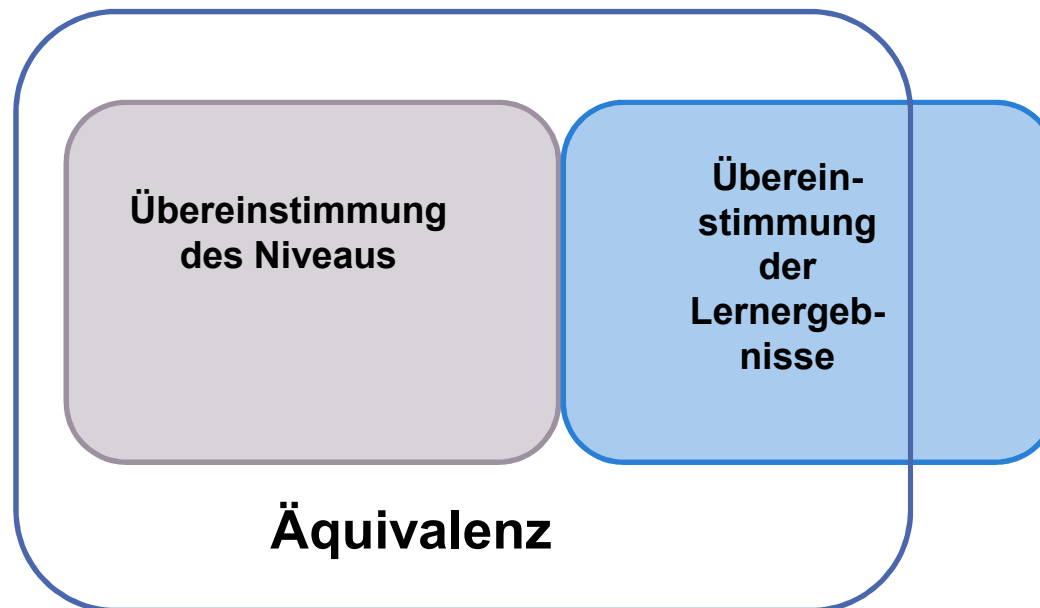 Übereinstimmung
des Niveaus
Überein-
stimmung
der
Lernergeb-
nisse
Äquivalenz